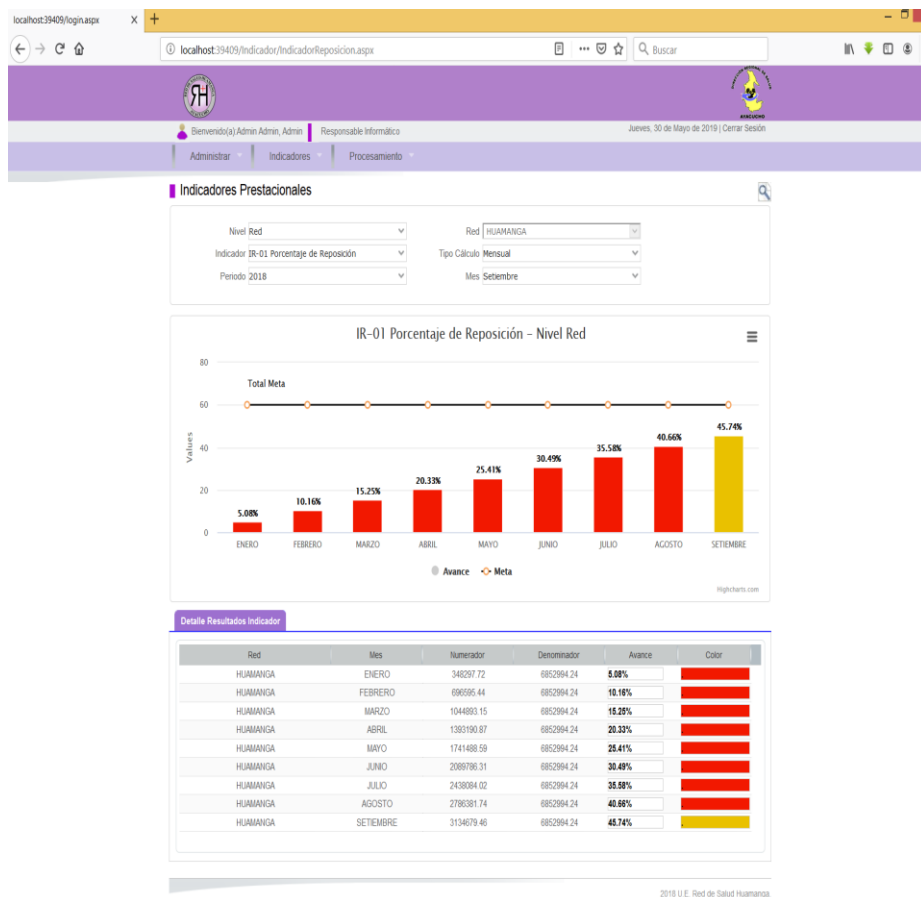 localhost:39409/login.aspx X +
localhost:39409/Indicador/IndicadorReposicion.aspx
Buscar
RH
AYACUCHO
Bienvenido(a):Admin Admin, Admin Responsable Informático
Jueves, 30 de Mayo de 2019 | Cerrar Sesión
Administrar Indicadores Procesamiento
Indicadores Prestacionales
Nivel Red Red HUAMANGA
Indicador IR-01 Porcentaje de Reposición Tipo Cálculo Mensual
Periodo 2018 Mes Setiembre
IR-01 Porcentaje de Reposición - Nivel Red
80
Total Meta
60
Values
40
20
0
5.08%
10.16%
15.25%
20.33%
25.41%
30.49%
35.58%
40.66%
45.74%
ENERO FEBRERO MARZO ABRIL MAYO JUNIO JULIO AGOSTO SETIEMBRE
Avance Meta
Highcharts.com
Detalle Resultados Indicador
Red Mes Numerador Denominador Avance Color
HUAMANGA ENERO 348297.72 6852994.24 5.08%
HUAMANGA FEBRERO 696595.44 6852994.24 10.16%
HUAMANGA MARZO 1044893.15 6852994.24 15.25%
HUAMANGA ABRIL 1393190.87 6852994.24 20.33%
HUAMANGA MAYO 1741488.59 6852994.24 25.41%
HUAMANGA JUNIO 2089786.31 6852994.24 30.49%
HUAMANGA JULIO 2438084.02 6852994.24 35.58%
HUAMANGA AGOSTO 2786381.74 6852994.24 40.66%
HUAMANGA SETIEMBRE 3134679.46 6852994.24 45.74%
2018 U.E. Red de Salud Huamanga.